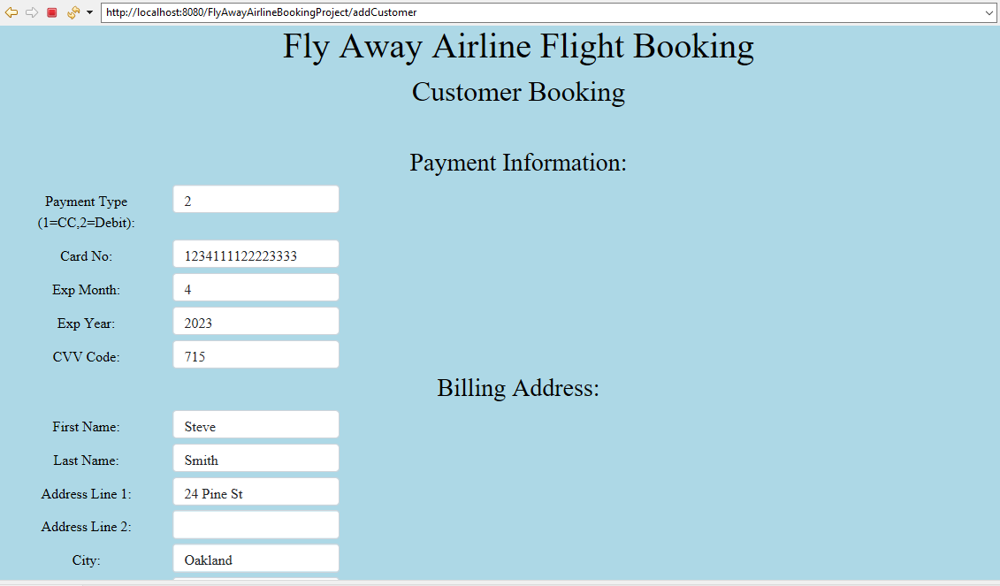 http://localhost:8080/FlyAwayAirlineBookingProject/addCustomer
Fly Away Airline Flight Booking
Customer Booking
Payment Information:
Payment Type
(1=CC,2=Debit):
2
Card No:
1234111122223333
Exp Month:
4
Exp Year:
2023
CVV Code:
715
Billing Address:
First Name:
Steve
Last Name:
Smith
Address Line 1:
24 Pine St
Address Line 2:
City:
Oakland